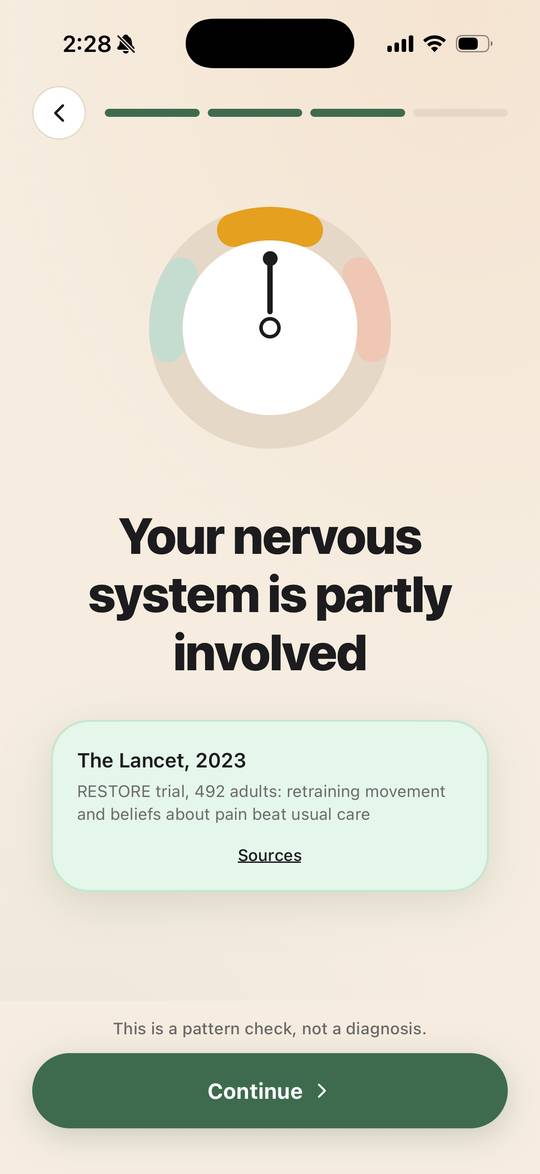 2:28
Your nervous
system is partly
involved
The Lancet, 2023
RESTORE trial, 492 adults: retraining movement
and beliefs about pain beat usual care
Sources
This is a pattern check, not a diagnosis.
Continue